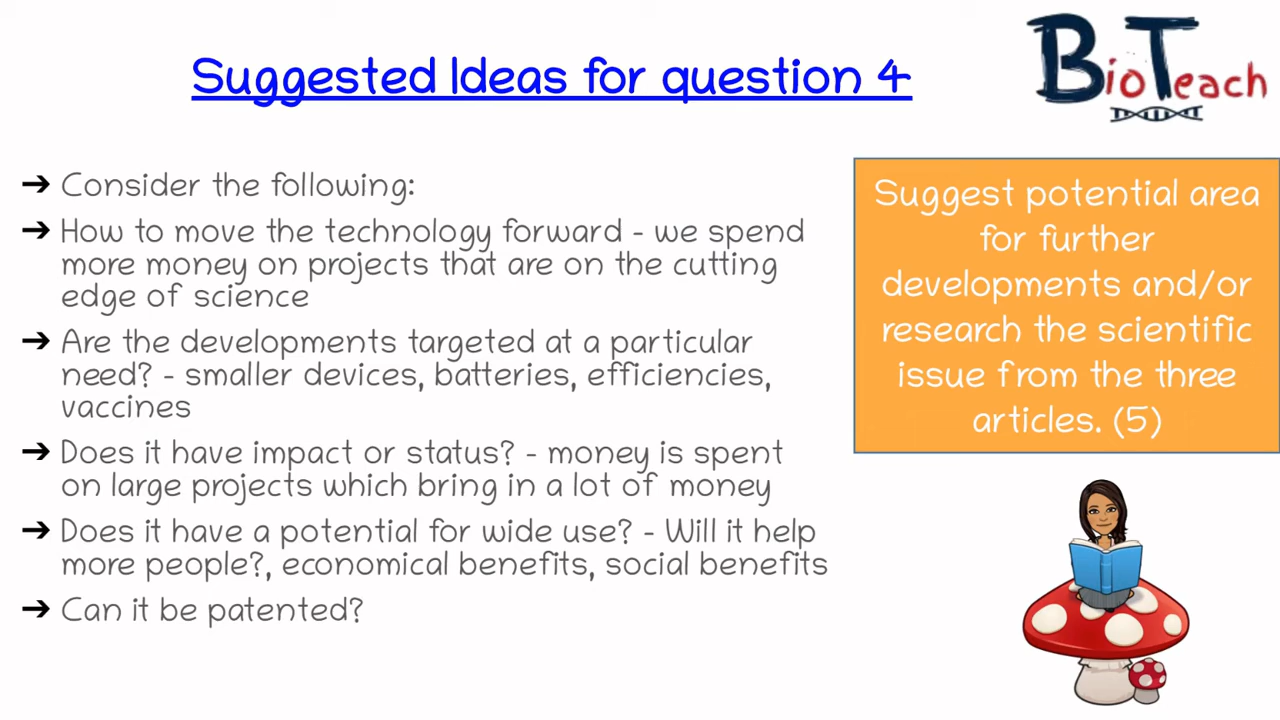 Suggested Ideas for question 4
BioTeach
➔ Consider the following:
➔ How to move the technology forward - we spend
more money on projects that are on the cutting
edge of science
➔ Are the developments targeted at a particular
need? - smaller devices, batteries, efficiencies,
vaccines
➔ Does it have impact or status? - money is spent
on large projects which bring in a lot of money
➔ Does it have a potential for wide use? - Will it help
more people?, economical benefits, social benefits
➔ Can it be patented?
Suggest potential area
for further
developments and/or
research the scientific
issue from the three
articles. (5)